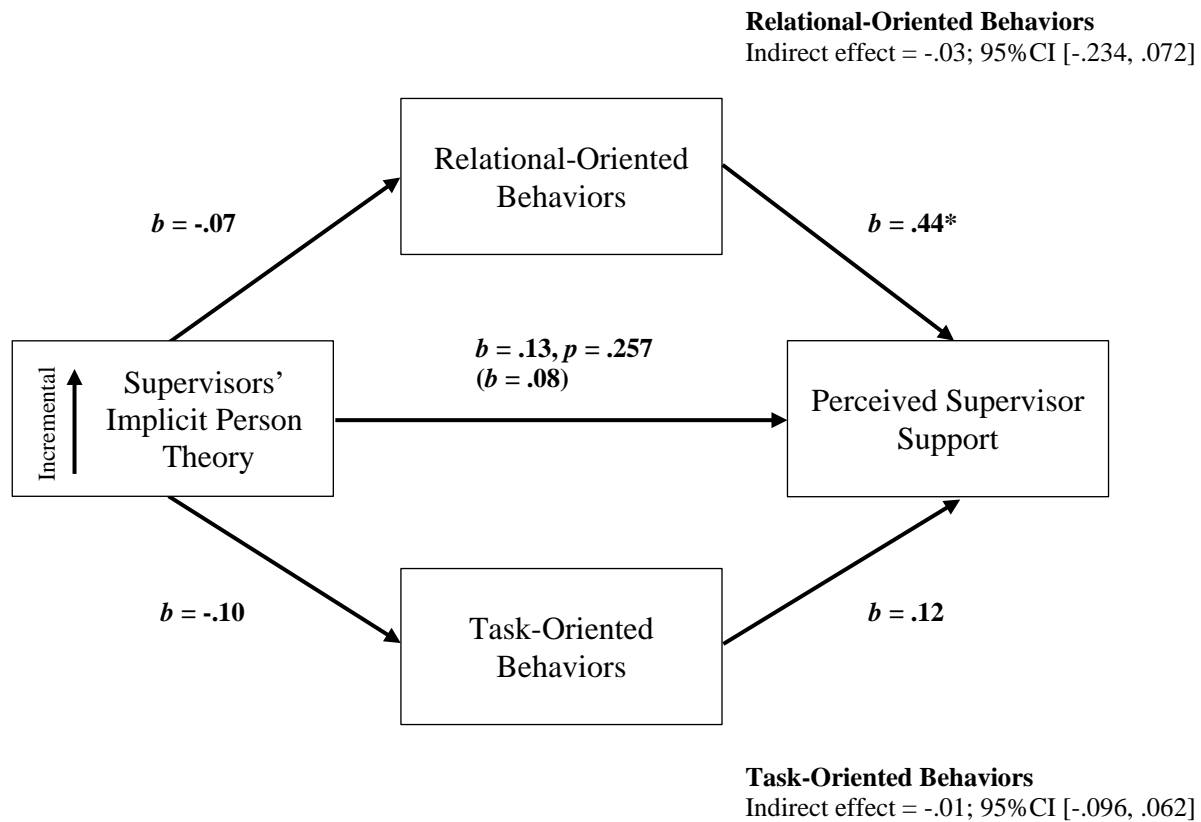 Relational-Oriented Behaviors
Indirect effect = -.03; 95%CI [-.234, .072]
Relational-Oriented
Behaviors
b = -.07
b = .44*
b = .13, p = .257
(b = .08)
Incremental
Supervisors’
Implicit Person
Theory
Perceived Supervisor
Support
b = -.10
b = .12
Task-Oriented
Behaviors
Task-Oriented Behaviors
Indirect effect = -.01; 95%CI [-.096, .062]